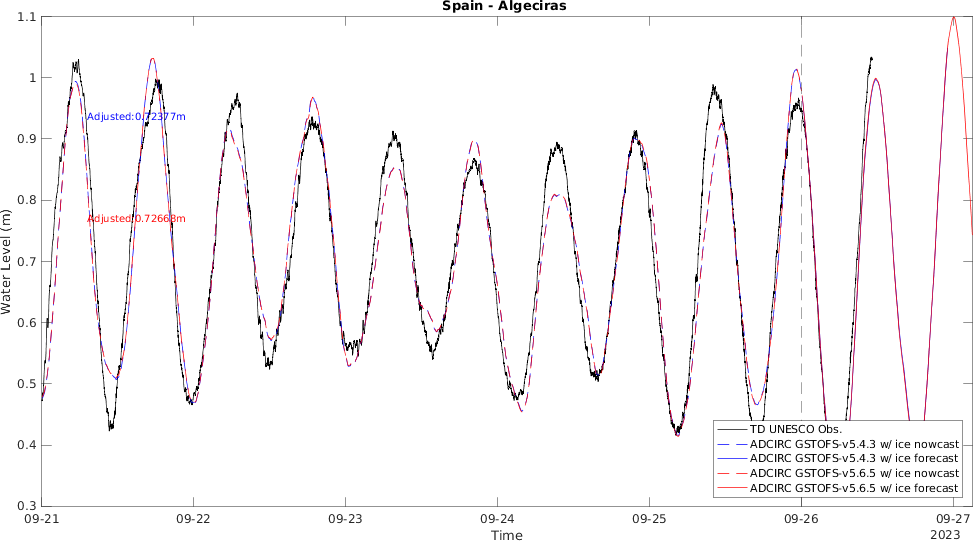 Spain - Algeciras
1.1
1
0.9
0.8
0.7
0.6
0.5
0.4
0.3
Water Level (m)
Adjusted:0.72377m
Adjusted:0.72668m
TD UNESCO Obs.
ADCIRC GSTOFS-v5.4.3 w/ ice nowcast
ADCIRC GSTOFS-v5.4.3 w/ ice forecast
ADCIRC GSTOFS-v5.6.5 w/ ice nowcast
ADCIRC GSTOFS-v5.6.5 w/ ice forecast
09-21 09-22 09-23 09-24 09-25 09-26 09-27
Time
2023